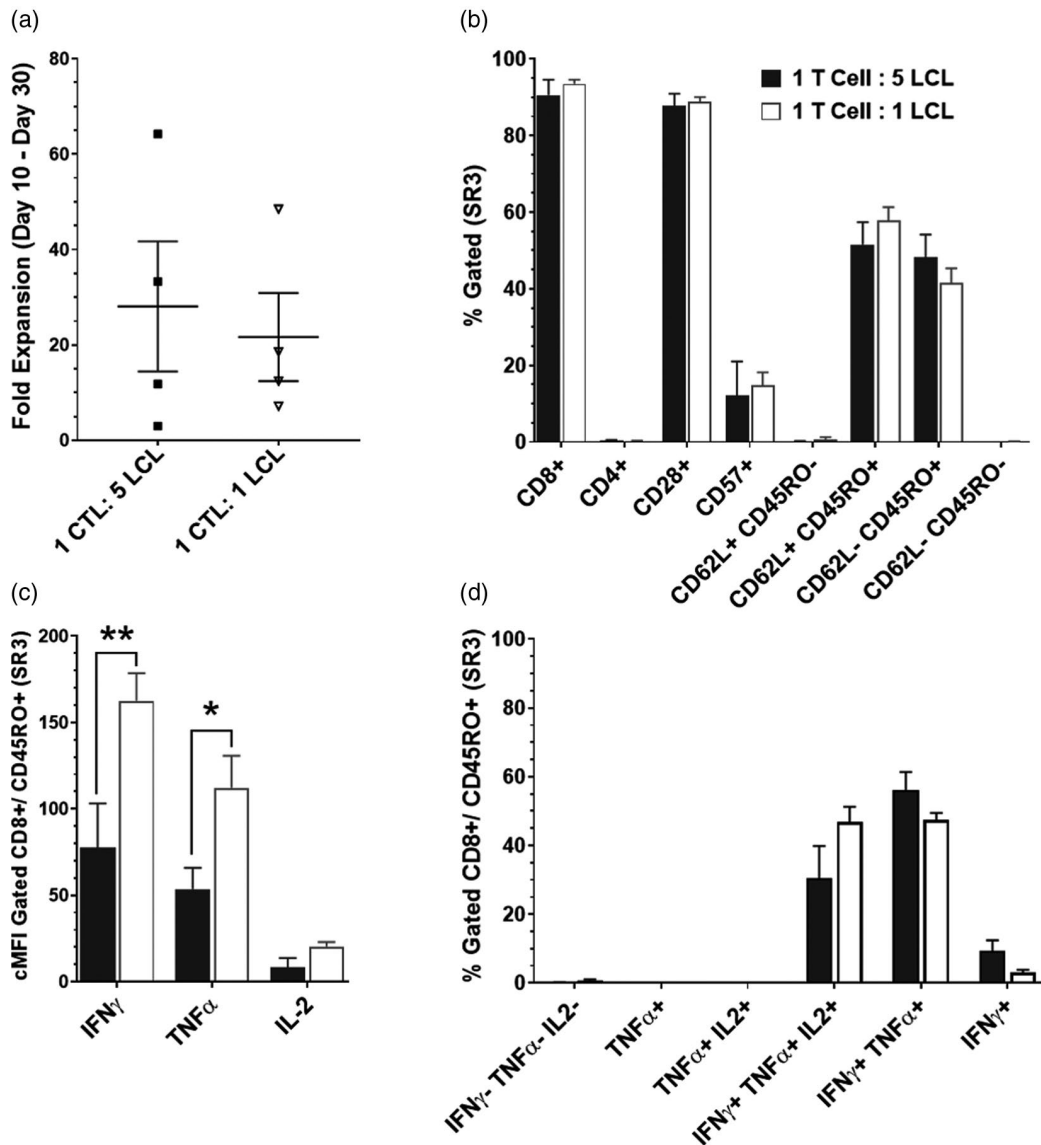 (a)
Fold Expansion (Day 10 - Day 30)
80
60
40
20
0
1 CTL: 5 LCL
1 CTL: 1 LCL
(b)
% Gated (SR3)
100
80
60
40
20
0
1 T Cell : 5 LCL
1 T Cell : 1 LCL
CD8+
CD4+
CD28+
CD57+
CD62L+ CD45RO-
CD62L+ CD45RO+
CD62L- CD45RO+
CD62L- CD45RO-
(c)
cMFI Gated CD8+/ CD45RO+ (SR3)
200
150
100
50
0
**
*
IFNγ
TNFα
IL-2
(d)
% Gated CD8+/ CD45RO+ (SR3)
100
80
60
40
20
0
IFNγ- TNFα- IL2-
TNFα+
TNFα+ IL2+
IFNγ+ TNFα+ IL2+
IFNγ+ TNFα+
IFNγ+